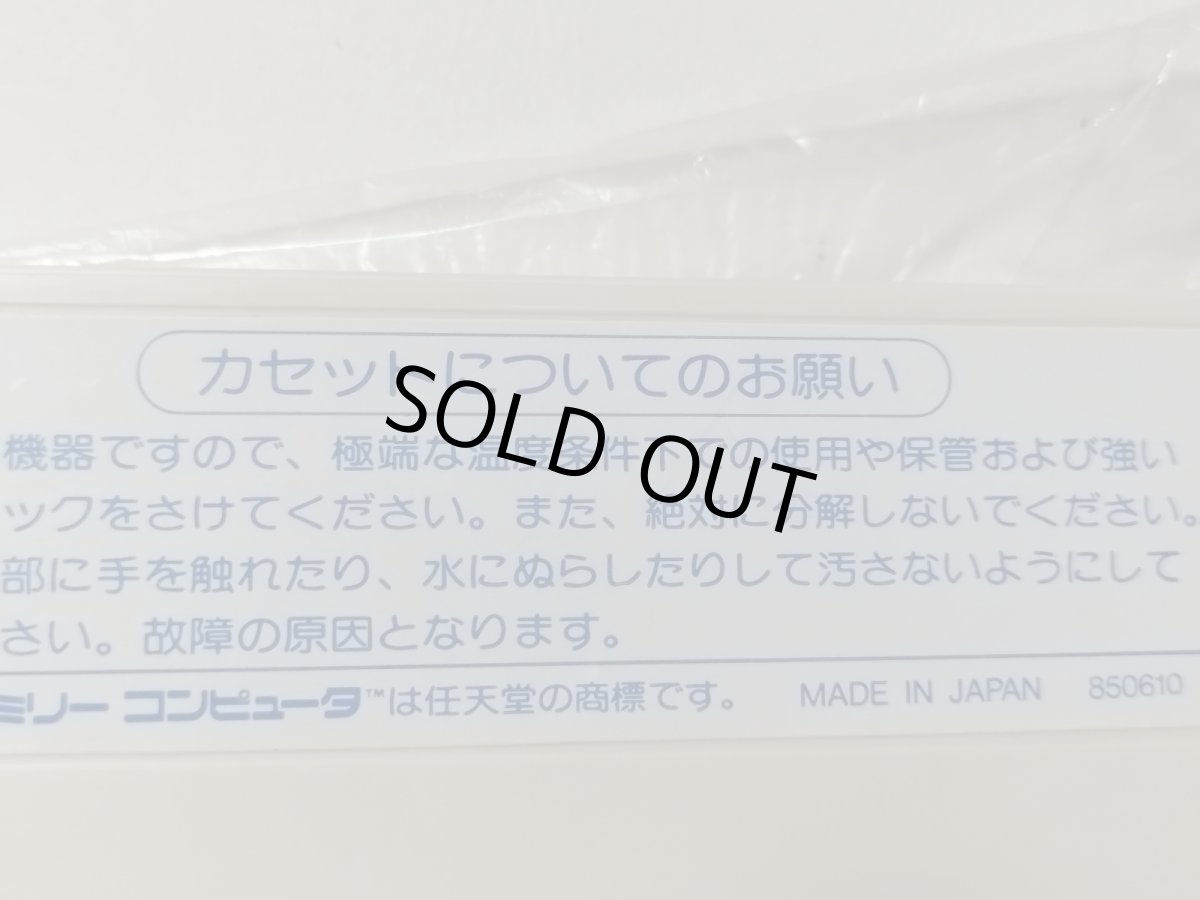 カセットについてのお願い
機器ですので、極端な温度条件下での使用や保管および強い
ックをさけてください。また、絶対に分解しないでください。
部に手を触れたり、水にぬらしたりして汚さないようにして
さい。故障の原因となります。
ミリー コンピュータ™は任天堂の商標です。 MADE IN JAPAN 850610
SOLD OUT